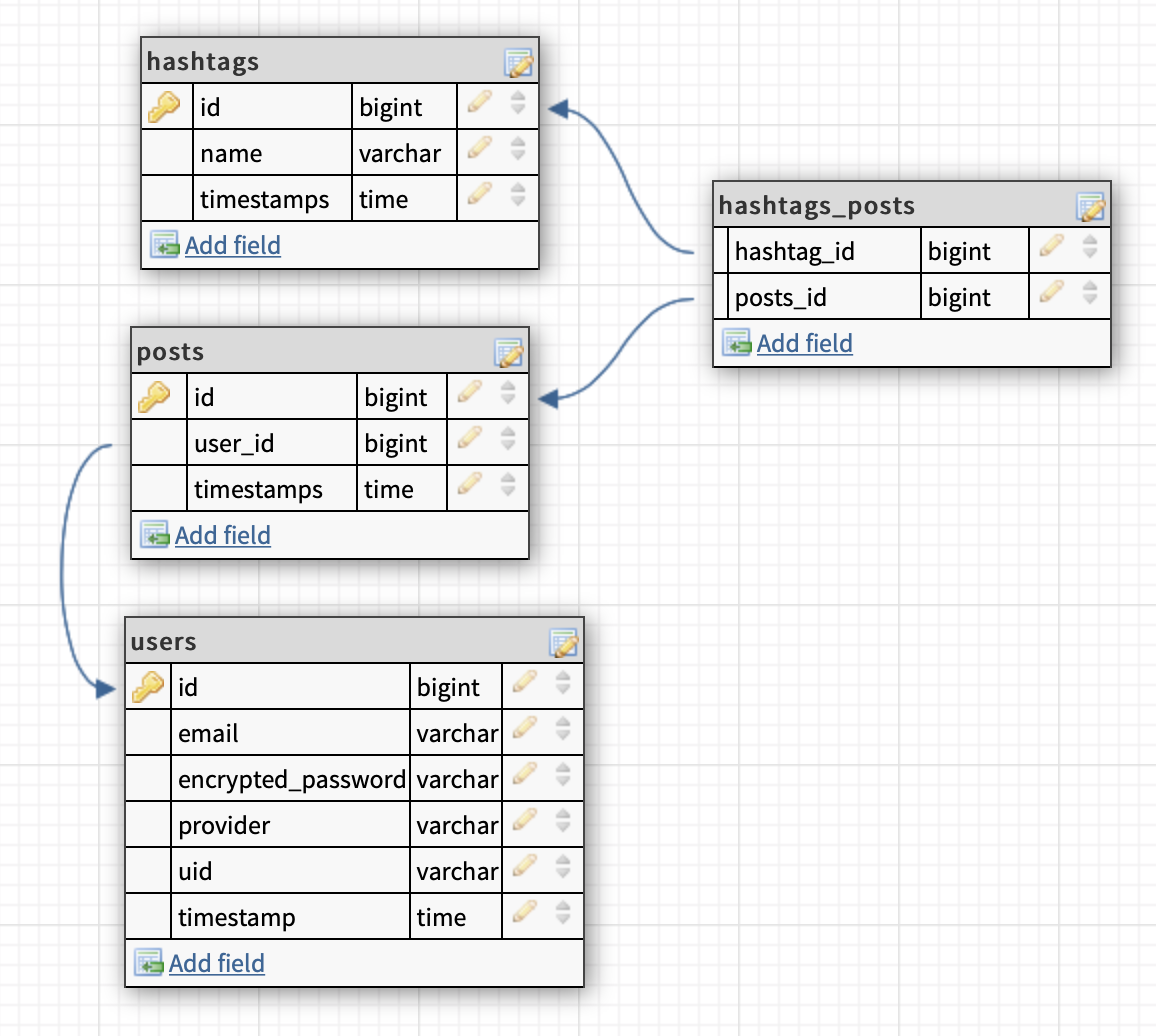 hashtags
id bigint
name varchar
timestamps time
Add field
hashtags_posts
hashtag_id bigint
posts_id bigint
Add field
posts
id bigint
user_id bigint
timestamps time
Add field
users
id bigint
email varchar
encrypted_password varchar
provider varchar
uid varchar
timestamp time
Add field